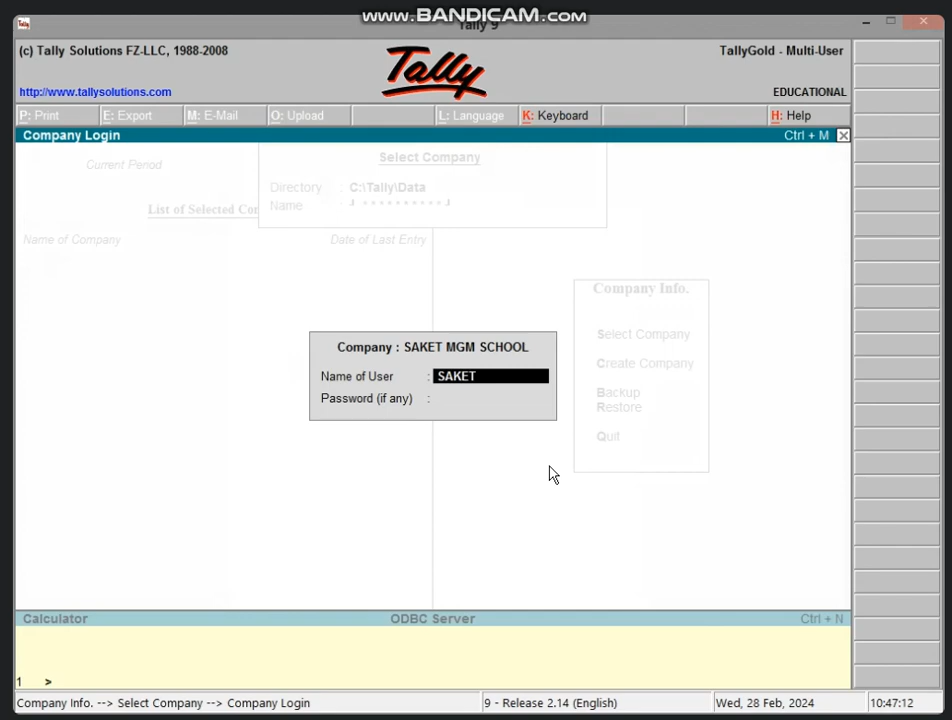 www.BANDICAM.com
Tally 9
(c) Tally Solutions FZ-LLC, 1988-2008
Tally
TallyGold - Multi-User
http://www.tallysolutions.com
EDUCATIONAL
P: Print
E: Export
M: E-Mail
O: Upload
L: Language
K: Keyboard
H: Help
Company Login
Ctrl + M
Current Period
Select Company
Directory : C:\Tally\Data
Name :
List of Selected Co
Name of Company
Date of Last Entry
Company Info.
Select Company
Create Company
Backup
Restore
Quit
Company : SAKET MGM SCHOOL
Name of User : SAKET
Password (if any) :
Calculator
ODBC Server
Ctrl + N
1 >
Company Info. --> Select Company --> Company Login
9 - Release 2.14 (English)
Wed, 28 Feb, 2024
10:47:12